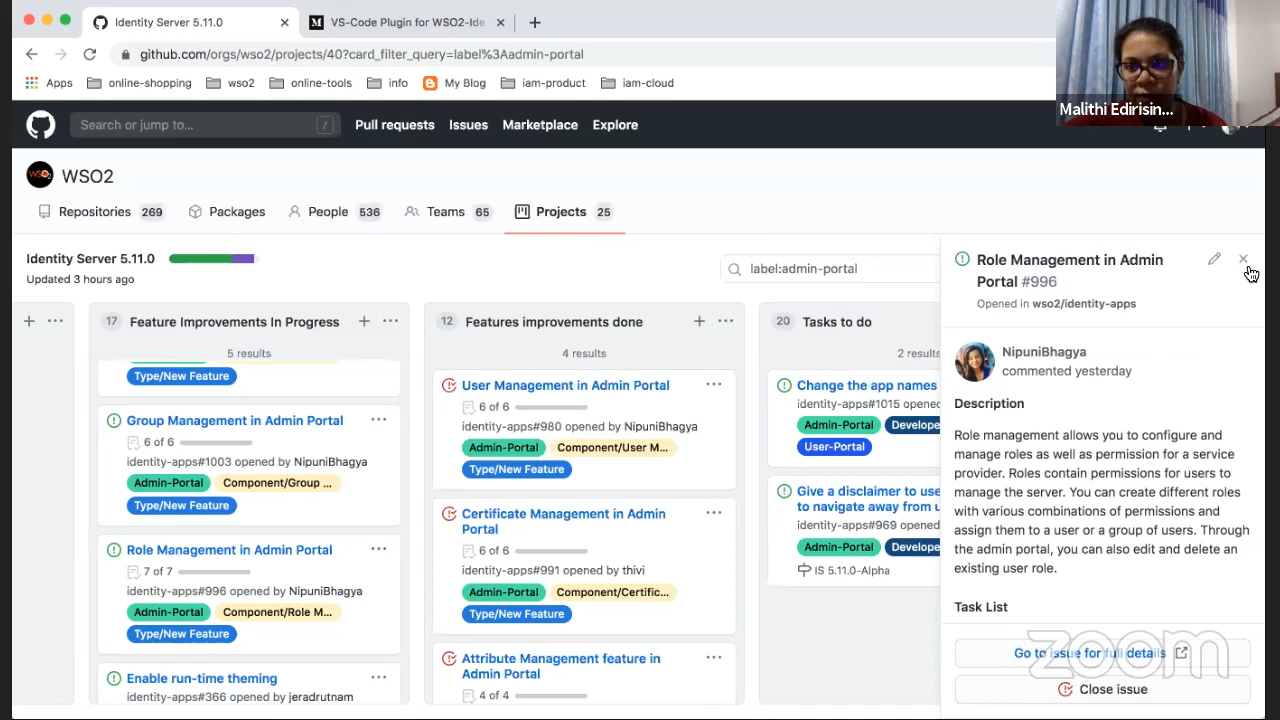 Identity Server 5.11.0
VS-Code Plugin for WSO2-Ide
github.com/orgs/wso2/projects/40?card_filter_query=label%3Aadmin-portal
Apps
online-shopping
wso2
online-tools
info
My Blog
iam-product
iam-cloud
Malithi Edirisin...
Search or jump to...
/
Pull requests
Issues
Marketplace
Explore
WSO2
Repositories 269
Packages
People 536
Teams 65
Projects 25
Identity Server 5.11.0
Updated 3 hours ago
label:admin-portal
17 Feature Improvements In Progress
5 results
Type/New Feature
Group Management in Admin Portal
6 of 6
identity-apps#1003 opened by NipuniBhagya
Admin-Portal
Component/Group ...
Type/New Feature
Role Management in Admin Portal
7 of 7
identity-apps#996 opened by NipuniBhagya
Admin-Portal
Component/Role M...
Type/New Feature
Enable run-time theming
identity-apps#366 opened by jeradrutnam
12 Features improvements done
4 results
User Management in Admin Portal
6 of 6
identity-apps#980 opened by NipuniBhagya
Admin-Portal
Component/User M...
Type/New Feature
Certificate Management in Admin
Portal
6 of 6
identity-apps#991 opened by thivi
Admin-Portal
Component/Certific...
Type/New Feature
Attribute Management feature in
Admin Portal
4 of 4
20 Tasks to do
2 results
Change the app names
identity-apps#1015 opened
Admin-Portal
Develope
User-Portal
Give a disclaimer to use
to navigate away from u
identity-apps#969 opened
Admin-Portal
Develope
IS 5.11.0-Alpha
Role Management in Admin
Portal #996
Opened in wso2/identity-apps
NipuniBhagya
commented yesterday
Description
Role management allows you to configure and
manage roles as well as permission for a service
provider. Roles contain permissions for users to
manage the server. You can create different roles
with various combinations of permissions and
assign them to a user or a group of users. Through
the admin portal, you can also edit and delete an
existing user role.
Task List
Go to issue for full details
Close issue
zoom